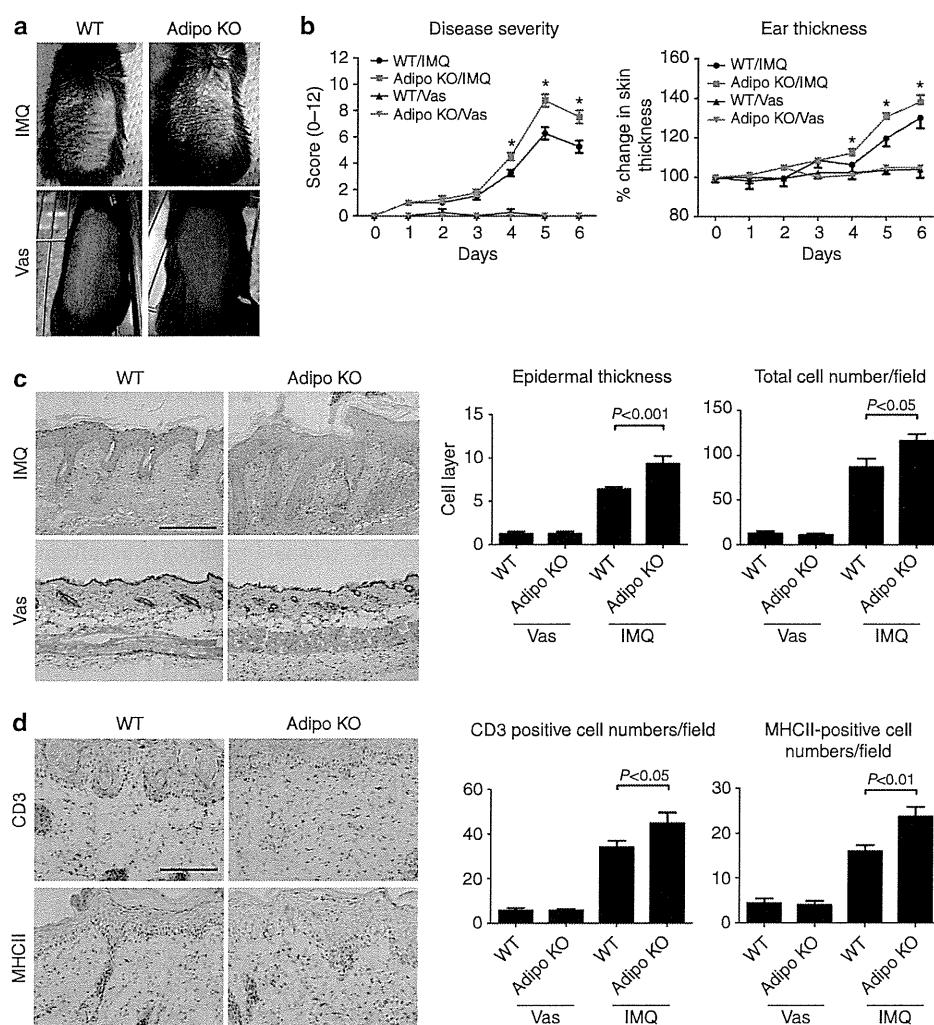 a
WT Adipo KO
IMQ
Vas
b
Disease severity
WT/IMQ
Adipo KO/IMQ
WT/Vas
Adipo KO/Vas
Score (0–12)
12
10
8
6
4
2
0
* * *
0 1 2 3 4 5 6
Days
Ear thickness
WT/IMQ
Adipo KO/IMQ
WT/Vas
Adipo KO/Vas
% change in skin
thickness
160
140
120
100
80
* * *
0 1 2 3 4 5 6
Days
c
WT Adipo KO
IMQ
Vas
Epidermal thickness
P<0.001
Cell layer
15
10
5
0
WT Adipo KO WT Adipo KO
Vas IMQ
Total cell number/field
P<0.05
150
100
50
0
WT Adipo KO WT Adipo KO
Vas IMQ
d
WT Adipo KO
CD3
MHCII
CD3 positive cell numbers/field
P<0.05
60
40
20
0
WT Adipo KO WT Adipo KO
Vas IMQ
MHCII-positive cell
numbers/field
P<0.01
30
20
10
0
WT Adipo KO WT Adipo KO
Vas IMQ